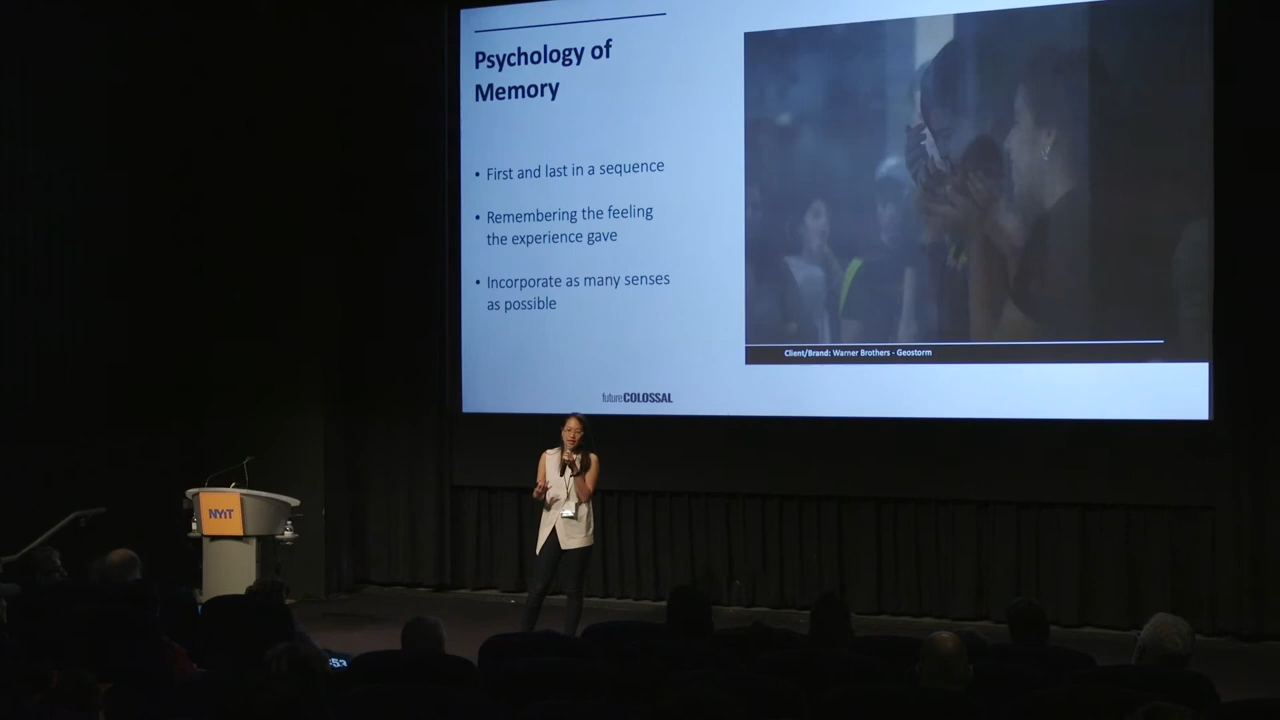 Psychology of
Memory
• First and last in a sequence
• Remembering the feeling
the experience gave
• Incorporate as many senses
as possible
Client/Brand: Warner Brothers - Geostorm
futureCOLOSSAL
NYiT
:53